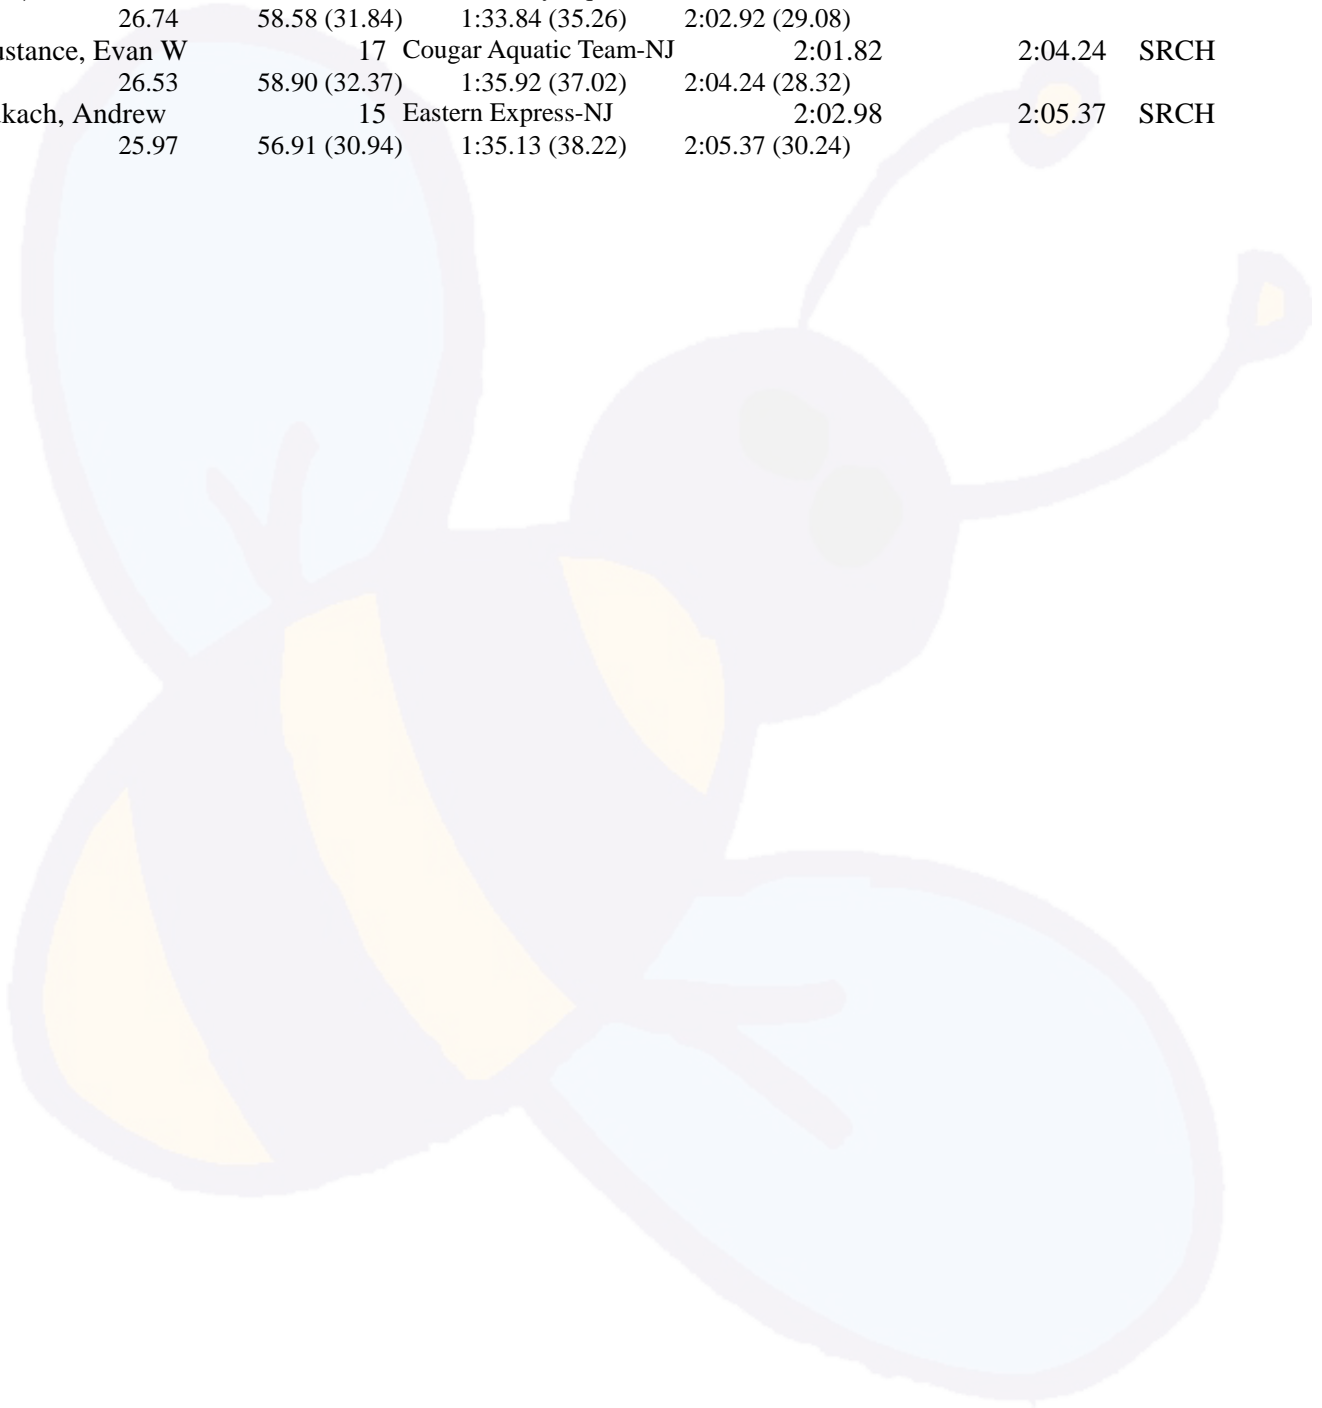 26.74 58.58 (31.84) 1:33.84 (35.26) 2:02.92 (29.08)
ustance, Evan W 17 Cougar Aquatic Team-NJ 2:01.82 2:04.24 SRCH
26.53 58.90 (32.37) 1:35.92 (37.02) 2:04.24 (28.32)
kach, Andrew 15 Eastern Express-NJ 2:02.98 2:05.37 SRCH
25.97 56.91 (30.94) 1:35.13 (38.22) 2:05.37 (30.24)